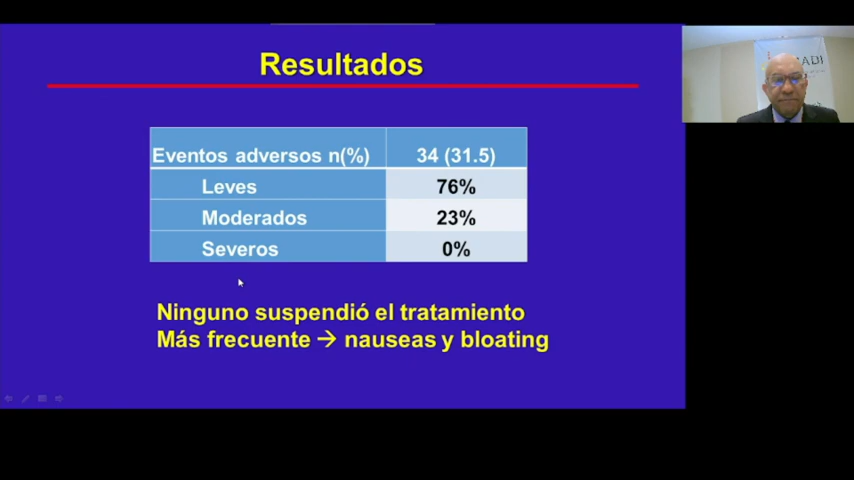 Resultados
Eventos adversos n(%) 34 (31.5)
Leves 76%
Moderados 23%
Severos 0%
Ninguno suspendió el tratamiento
Más frecuente → nauseas y bloating